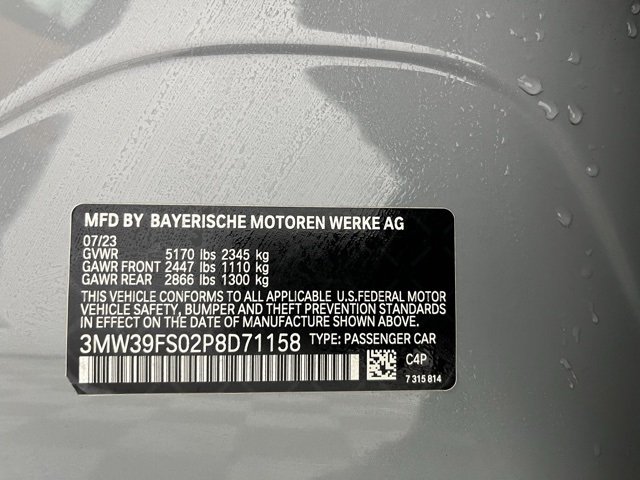 MFD BY BAYERISCHE MOTOREN WERKE AG
07/23
GVWR 5170 lbs 2345 kg
GAWR FRONT 2447 lbs 1110 kg
GAWR REAR 2866 lbs 1300 kg
THIS VEHICLE CONFORMS TO ALL APPLICABLE U.S.FEDERAL MOTOR
VEHICLE SAFETY, BUMPER AND THEFT PREVENTION STANDARDS
IN EFFECT ON THE DATE OF MANUFACTURE SHOWN ABOVE.
3MW39FS02P8D71158 TYPE: PASSENGER CAR
C4P
7 315 814